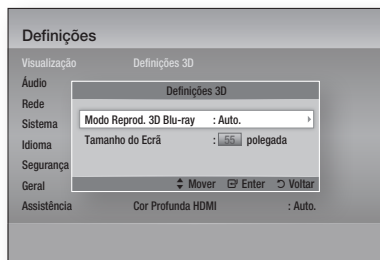 Definições
Visualização Definições 3D
Áudio
Definições 3D
Rede
Sistema
Modo Reprod. 3D Blu-ray : Auto.
Idioma
Tamanho do Ecrã : 55 polegada
Segurança
Geral
Mover Enter Voltar
Assistência Cor Profunda HDMI : Auto.